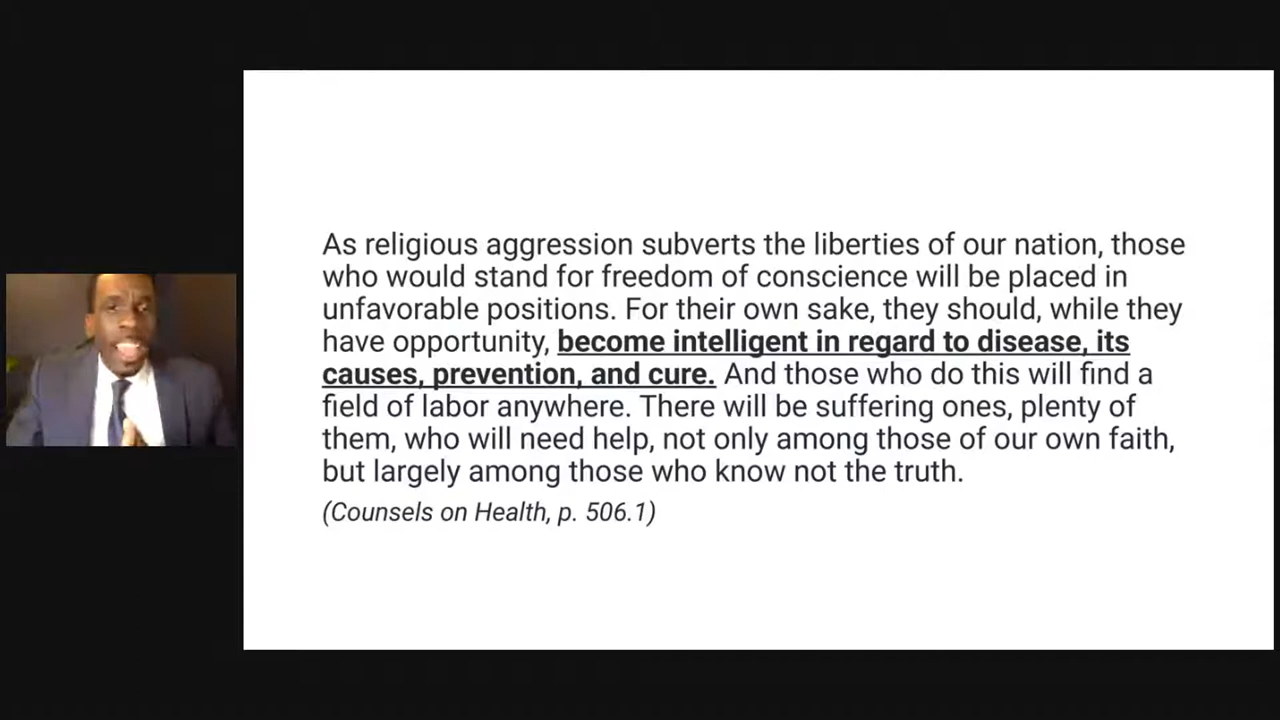 As religious aggression subverts the liberties of our nation, those
who would stand for freedom of conscience will be placed in
unfavorable positions. For their own sake, they should, while they
have opportunity, become intelligent in regard to disease, its
causes, prevention, and cure. And those who do this will find a
field of labor anywhere. There will be suffering ones, plenty of
them, who will need help, not only among those of our own faith,
but largely among those who know not the truth.
(Counsels on Health, p. 506.1)